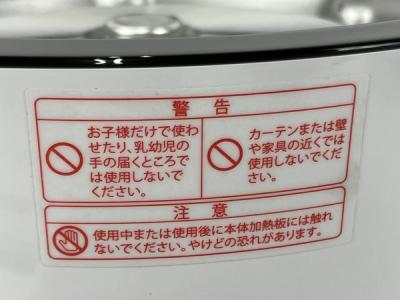 警告
お子様だけで使わ
せたり、乳幼児の
手の届くところで
は使用しないで
ください。
カーテンまたは壁
や家具の近くでは
使用しないでくだ
さい。
注意
使用中または使用後に本体加熱板には触れ
ないでください。やけどの恐れがあります。